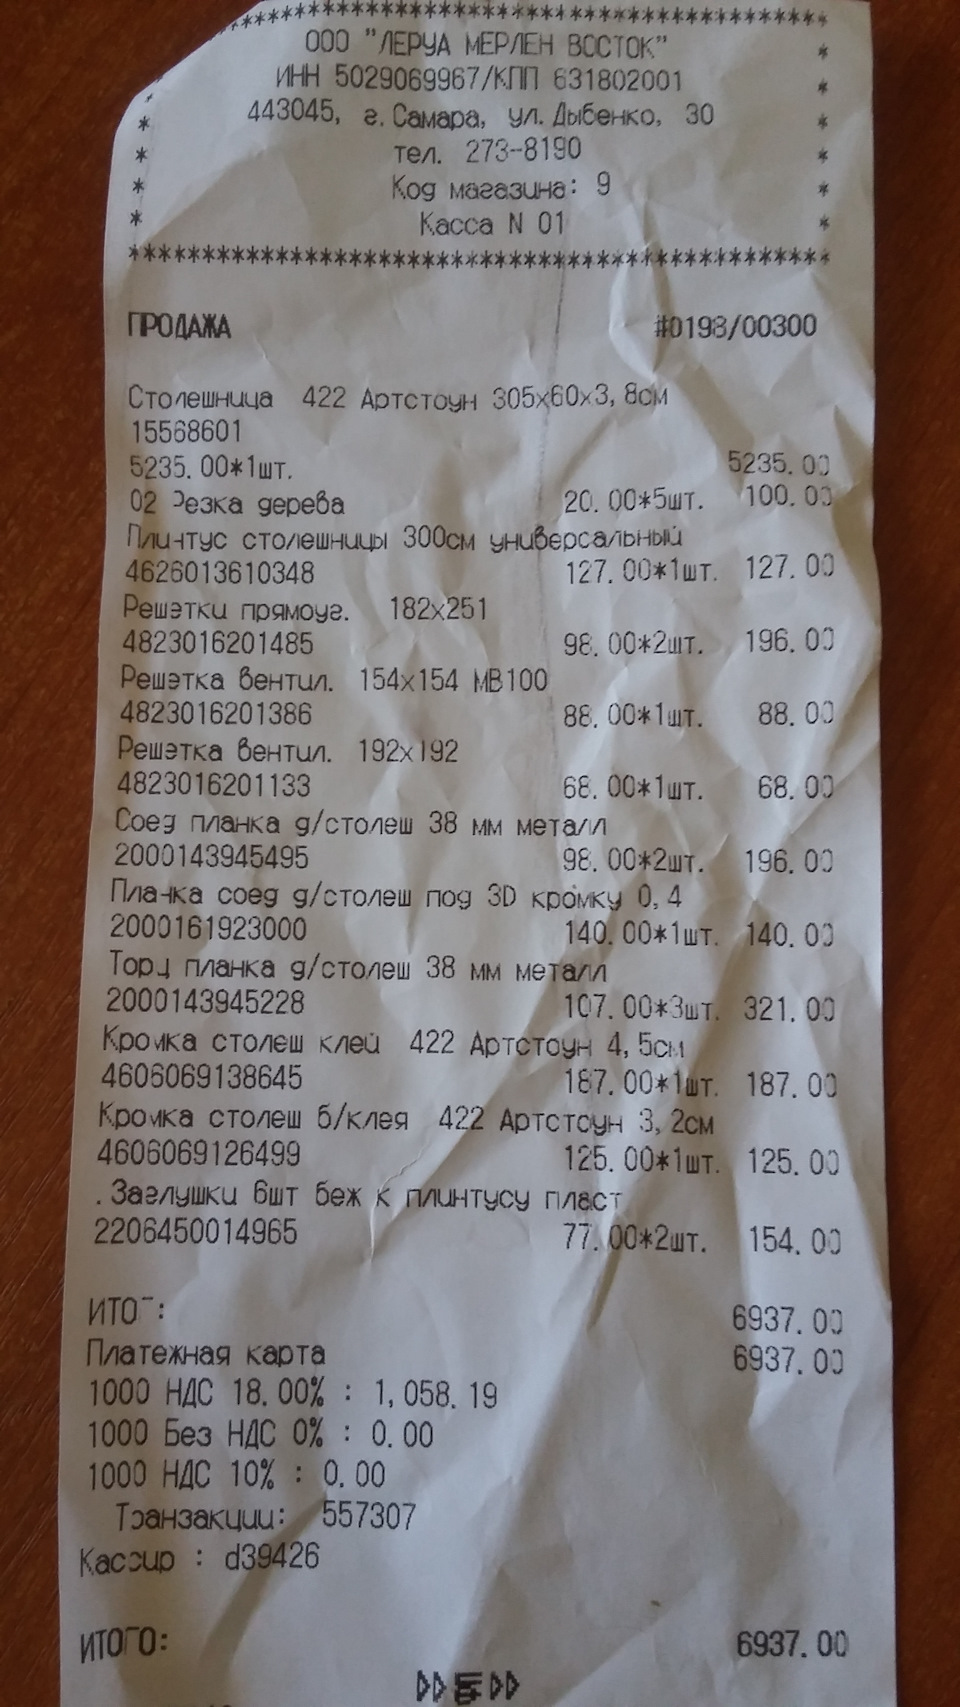 ООО "ЛЕРУА МЕРЛЕН ВОСТОК"
ИНН 5029069967/КПП 631802001
443045, г. Самара, ул. Дыбенко, 30
тел. 273-8190
Код магазина: 9
Касса N 01
ПРОДАЖА #0198/00300
Столешница 422 Артстоун 305х60х3, 8см
15568601
5235. 00*1шт. 5235. 00
02 Резка дерева 20. 00*5шт. 100. 00
Плинтус столешницы 300см универсальный
4626013610348 127. 00*1шт. 127. 00
Решэтки прямоуг. 182х251
4823016201485 98. 00*2шт. 196. 00
Решэтка вентил. 154х154 МВ100
4823016201386 88. 00*1шт. 88. 00
Решэтка вентил. 192х192
4823016201133 68. 00*1шт. 68. 00
Соед планка д/столеш 38 мм металл
2000143945495 98. 00*2шт. 196. 00
Планка соед д/столеш под 3D кромку 0, 4
2000161923000 140. 00*1шт. 140. 00
Торц планка д/столеш 38 мм металл
2000143945228 107. 00*3шт. 321. 00
Кромка столеш клей 422 Артстоун 4, 5см
4606069138645 187. 00*1шт. 187. 00
Кромка столеш б/клея 422 Артстоун 3, 2см
4606069126499 125. 00*1шт. 125. 00
. Заглушки 6шт беж к плинтусу пласт
2206450014965 77. 00*2шт. 154. 00
ИТОГ: 6937. 00
Платежная карта 6937. 00
1000 НДС 18. 00% : 1, 058. 19
1000 Без НДС 0% : 0. 00
1000 НДС 10% : 0. 00
Транзакции: 557307
Кассир : d39426
ИТОГО: 6937. 00